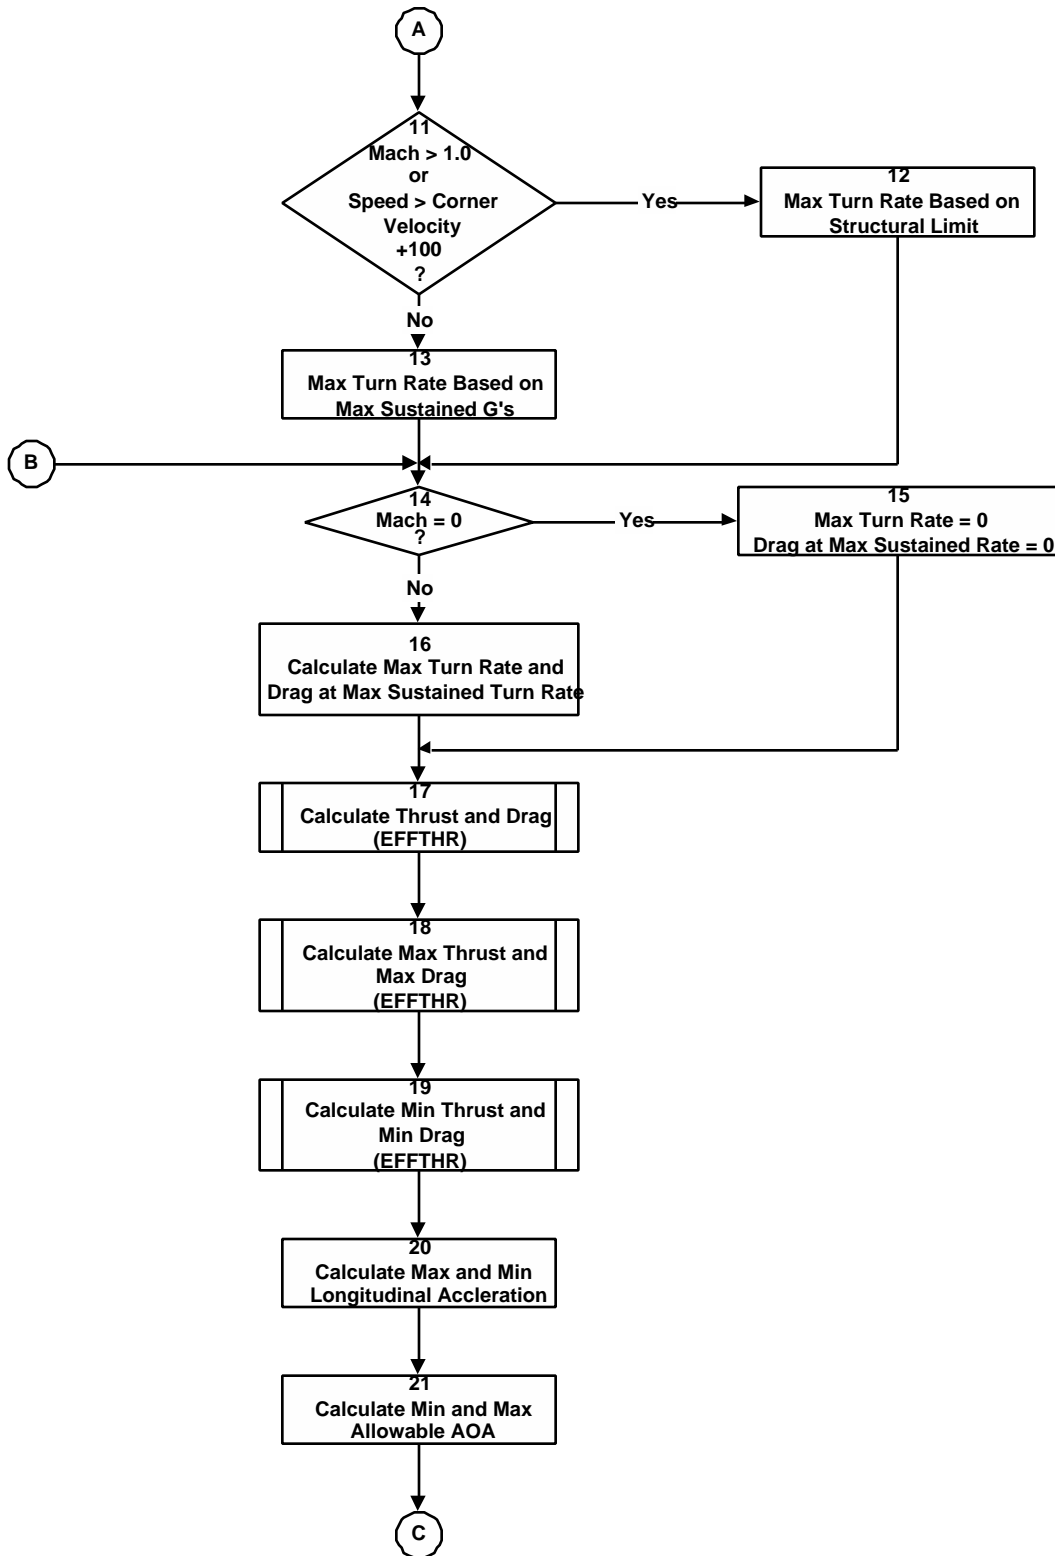 A
11
Mach > 1.0
or
Speed > Corner
Velocity
+100
?
Yes
12
Max Turn Rate Based on
Structural Limit
No
13
Max Turn Rate Based on
Max Sustained G's
B
14
Mach = 0
?
Yes
15
Max Turn Rate = 0
Drag at Max Sustained Rate = 0
No
16
Calculate Max Turn Rate and
Drag at Max Sustained Turn Rate
17
Calculate Thrust and Drag
(EFFTHR)
18
Calculate Max Thrust and
Max Drag
(EFFTHR)
19
Calculate Min Thrust and
Min Drag
(EFFTHR)
20
Calculate Max and Min
Longitudinal Accleration
21
Calculate Min and Max
Allowable AOA
C